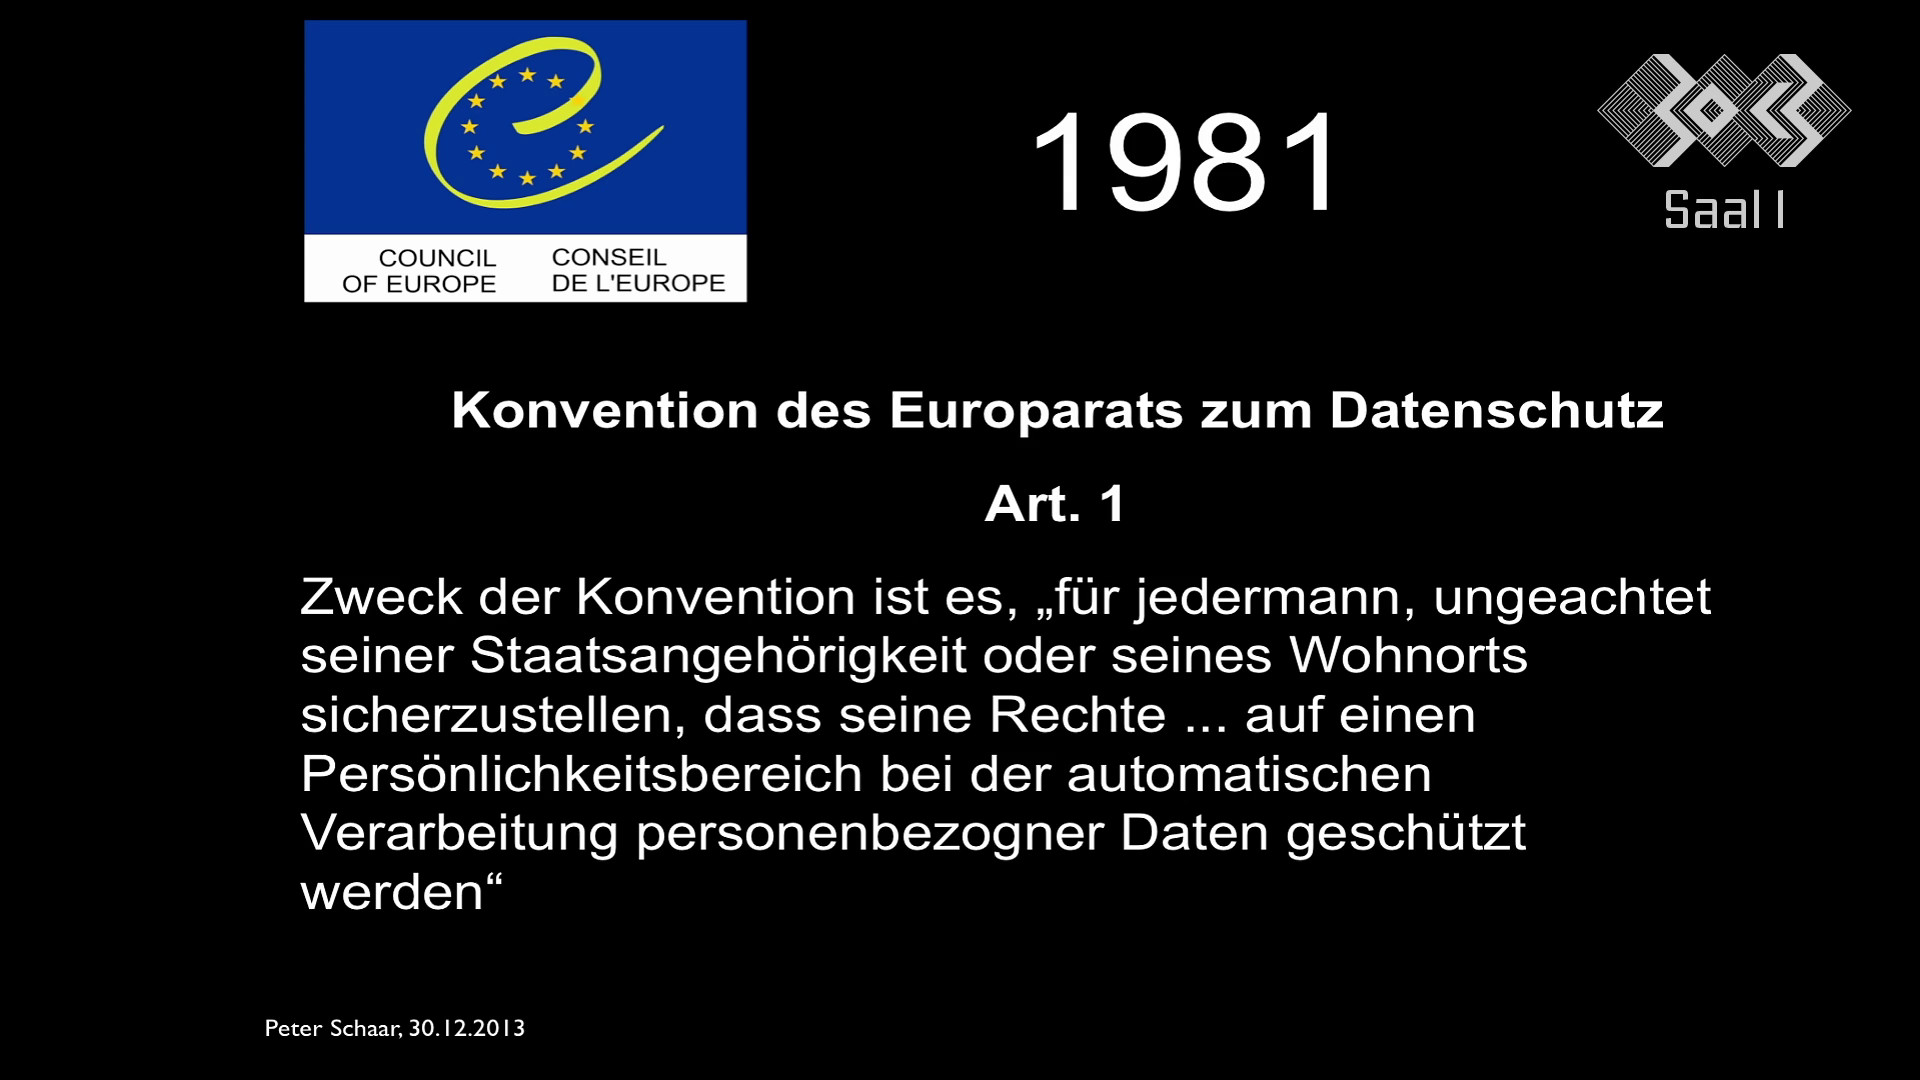 COUNCIL
OF EUROPE
CONSEIL
DE L'EUROPE
1981
30C3
Saal 1
Konvention des Europarats zum Datenschutz
Art. 1
Zweck der Konvention ist es, „für jedermann, ungeachtet
seiner Staatsangehörigkeit oder seines Wohnorts
sicherzustellen, dass seine Rechte ... auf einen
Persönlichkeitsbereich bei der automatischen
Verarbeitung personenbezogner Daten geschützt
werden“
Peter Schaar, 30.12.2013